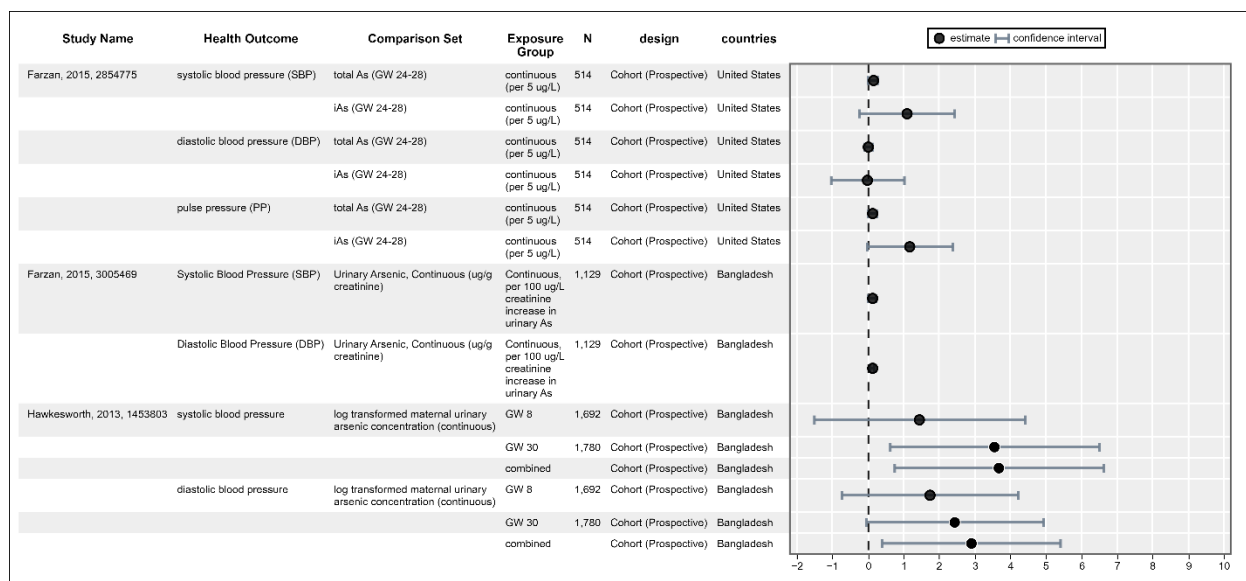 Study Name Health Outcome Comparison Set Exposure Group N design countries
estimate confidence interval
Farzan, 2015, 2854775 systolic blood pressure (SBP) total As (GW 24-28) continuous 514 Cohort (Prospective) United States
(per 5 ug/L)
iAs (GW 24-28) continuous 514 Cohort (Prospective) United States
(per 5 ug/L)
diastolic blood pressure (DBP) total As (GW 24-28) continuous 514 Cohort (Prospective) United States
(per 5 ug/L)
iAs (GW 24-28) continuous 514 Cohort (Prospective) United States
(per 5 ug/L)
pulse pressure (PP) total As (GW 24-28) continuous 514 Cohort (Prospective) United States
(per 5 ug/L)
iAs (GW 24-28) continuous 514 Cohort (Prospective) United States
(per 5 ug/L)
Farzan, 2015, 3005469 Systolic Blood Pressure (SBP) Urinary Arsenic, Continuous (ug/g Continuous, 1,129 Cohort (Prospective) Bangladesh
creatinine) per 100 ug/L
creatinine
increase in
urinary As
Diastolic Blood Pressure (DBP) Urinary Arsenic, Continuous (ug/g Continuous, 1,129 Cohort (Prospective) Bangladesh
creatinine) per 100 ug/L
creatinine
increase in
urinary As
Hawkesworth, 2013, 1453803 systolic blood pressure log transformed maternal urinary GW 8 1,692 Cohort (Prospective) Bangladesh
arsenic concentration (continuous)
GW 30 1,780 Cohort (Prospective) Bangladesh
combined Cohort (Prospective) Bangladesh
diastolic blood pressure log transformed maternal urinary GW 8 1,692 Cohort (Prospective) Bangladesh
arsenic concentration (continuous)
GW 30 1,780 Cohort (Prospective) Bangladesh
combined Cohort (Prospective) Bangladesh
−2 −1 0 1 2 3 4 5 6 7 8 9 10